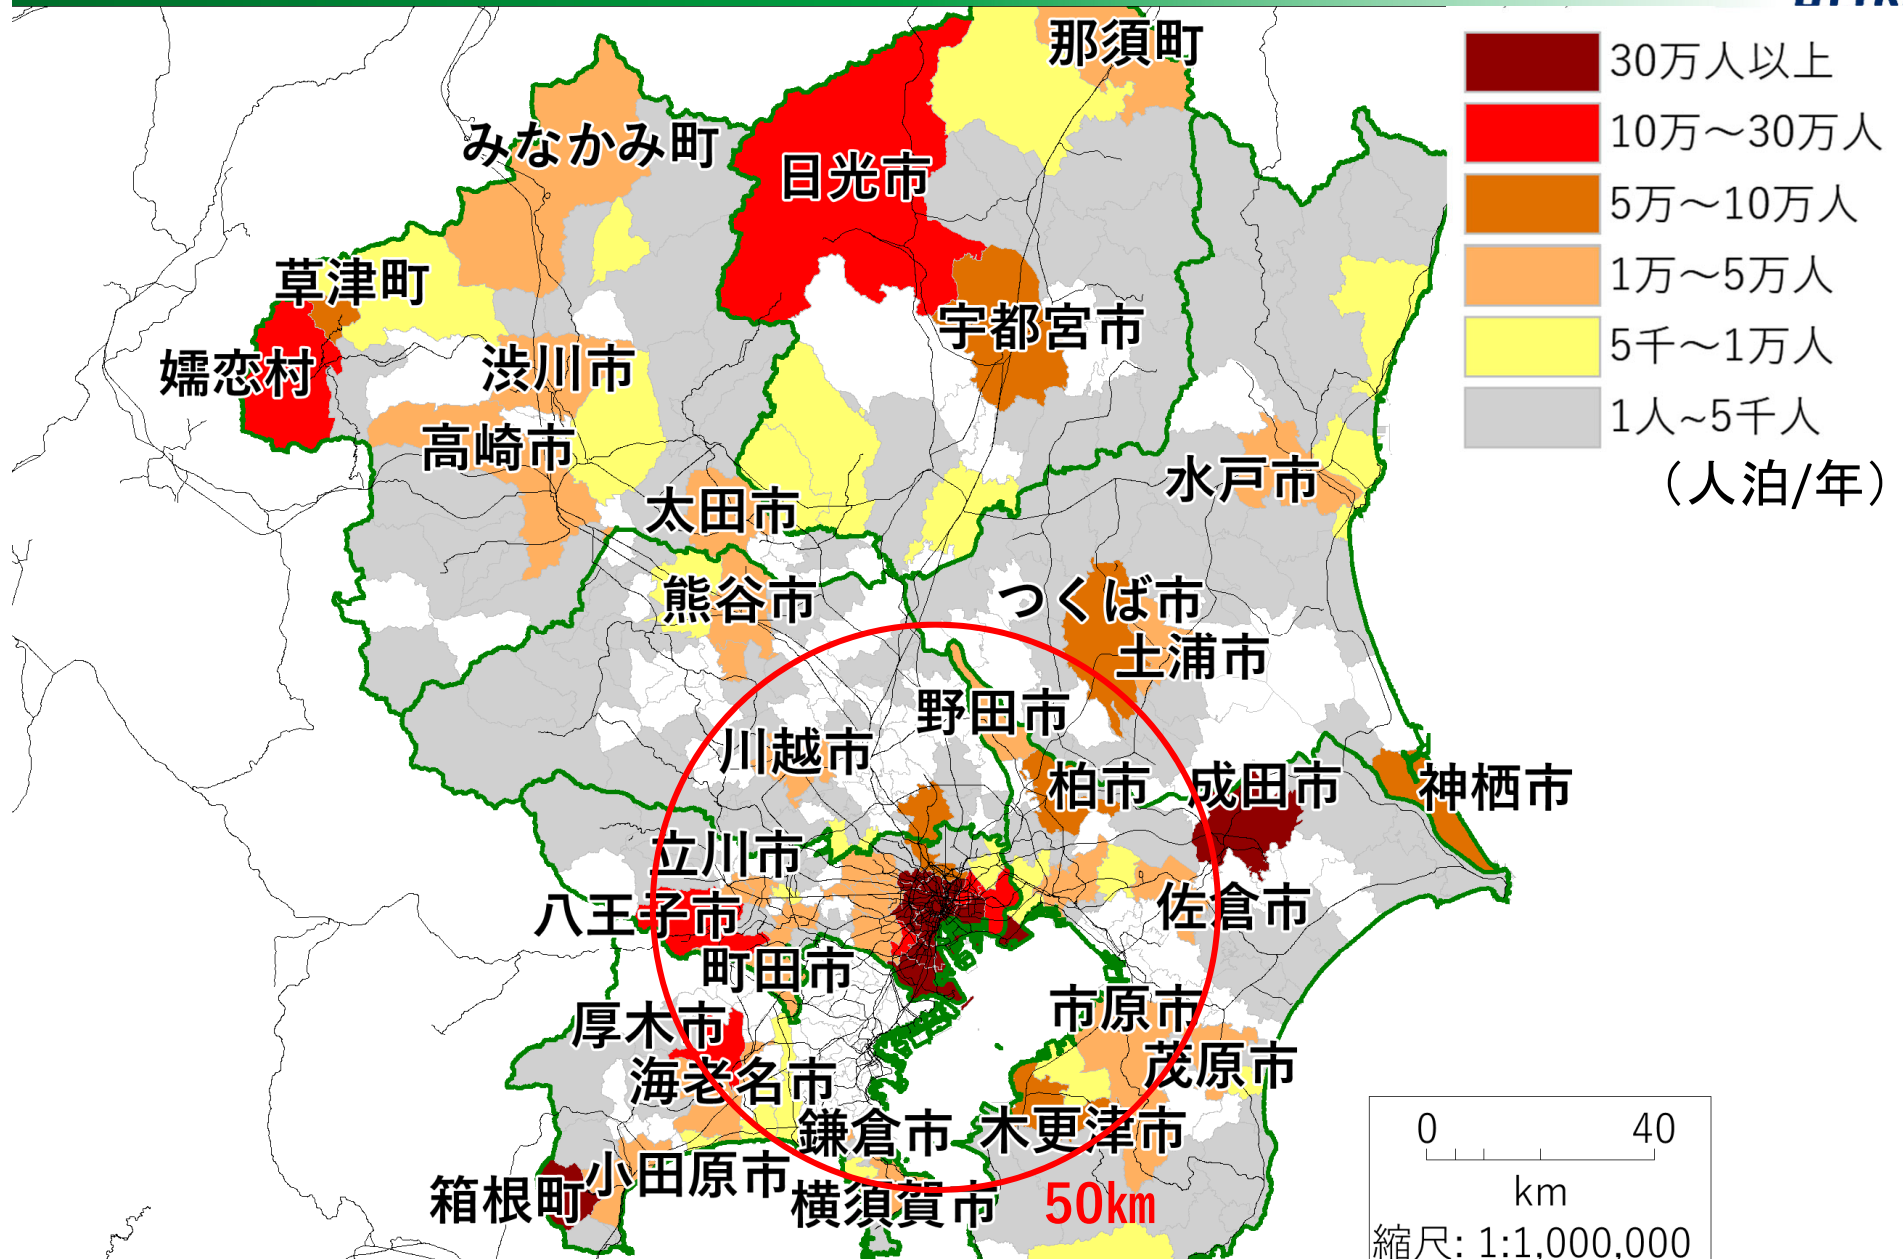 那須町
みなかみ町
日光市
草津町
宇都宮市
嬬恋村
渋川市
高崎市
太田市
水戸市
熊谷市
つくば市
土浦市
野田市
川越市
柏市
成田市
神栖市
立川市
八王子市
佐倉市
町田市
厚木市
市原市
海老名市
茂原市
鎌倉市
木更津市
小田原市
箱根町
横須賀市
50㎞
30万人以上
10万～30万人
5万～10万人
1万～5万人
5千～1万人
1人~5千人
（人泊/年）
0 40
km
縮尺: 1:1,000,000